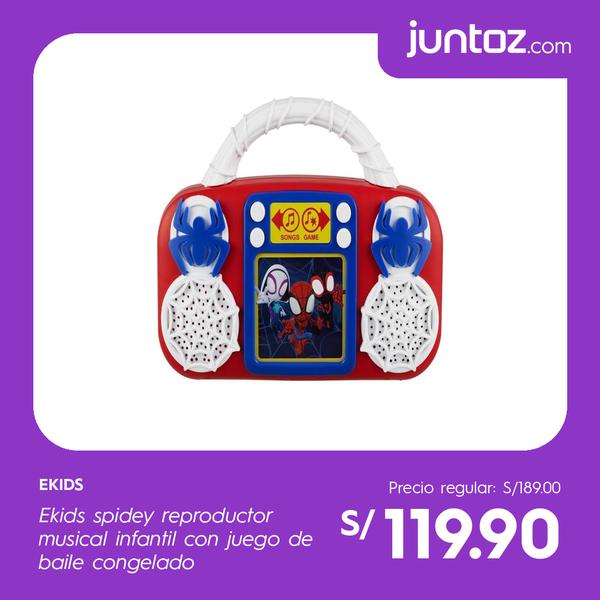 juntoz.com
SONGS GAME
EKIDS
Ekids spidey reproductor
musical infantil con juego de
baile congelado
Precio regular: S/189.00
S/119.90